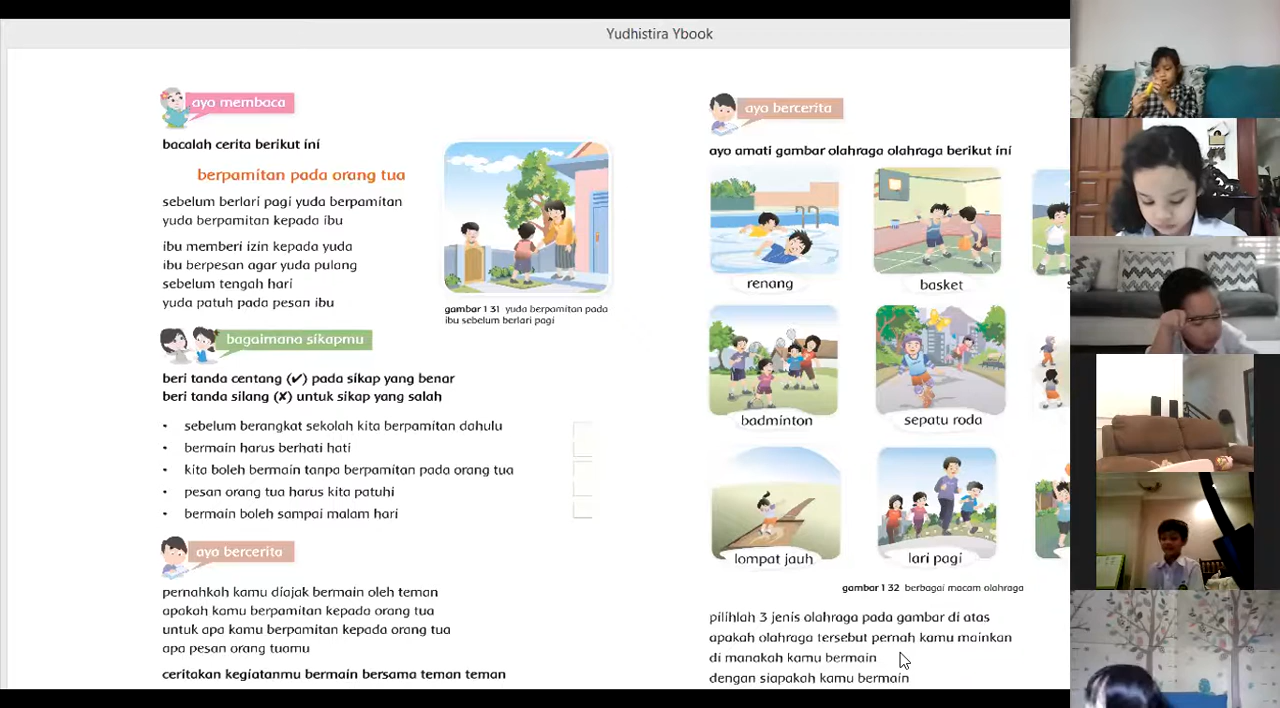 Yudhistira Ybook
ayo membaca
bacalah cerita berikut ini
berpamitan pada orang tua
sebelum berlari pagi yuda berpamitan
yuda berpamitan kepada ibu
ibu memberi izin kepada yuda
ibu berpesan agar yuda pulang
sebelum tengah hari
yuda patuh pada pesan ibu
gambar 1 31 yuda berpamitan pada
ibu sebelum berlari pagi
bagaimana sikapmu
beri tanda centang (✔) pada sikap yang benar
beri tanda silang (✘) untuk sikap yang salah
• sebelum berangkat sekolah kita berpamitan dahulu
• bermain harus berhati hati
• kita boleh bermain tanpa berpamitan pada orang tua
• pesan orang tua harus kita patuhi
• bermain boleh sampai malam hari
ayo bercerita
pernahkah kamu diajak bermain oleh teman
apakah kamu berpamitan kepada orang tua
untuk apa kamu berpamitan kepada orang tua
apa pesan orang tuamu
ceritakan kegiatanmu bermain bersama teman teman
ayo bercerita
ayo amati gambar olahraga olahraga berikut ini
renang
basket
badminton
sepatu roda
lompat jauh
lari pagi
gambar 1 32 berbagai macam olahraga
pilihlah 3 jenis olahraga pada gambar di atas
apakah olahraga tersebut pernah kamu mainkan
di manakah kamu bermain
dengan siapakah kamu bermain